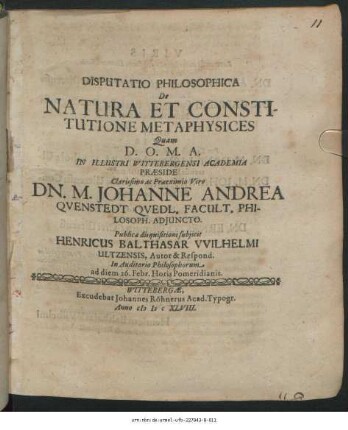 11
DISPUTATIO PHILOSOPHICA
De
NATURA ET CONSTI-
TUTIONE METAPHYSICES
Quam
D. O. M. A.
IN ILLUSTRI WITTEBERGENSI ACADEMIA
PRÆSIDE
Clarissimo ac Præeximio Viro
DN. M. JOHANNE ANDREA
QVENSTEDT QVEDL, FACULT, PHI-
LOSOPH. ADJUNCTO.
Publicæ disquisitioni subjicit
HENRICUS BALTHASAR VVILHELMI
ULTZENSIS, Autor & Respond.
In Auditorio Philosophorum
ad diem 26. Febr. Horis Pomeridianis.
WITTEBERGÆ,
Excudebat Johannes Röhnerus Acad. Typogr.
Anno cIɔ Iɔ c XLVIII.